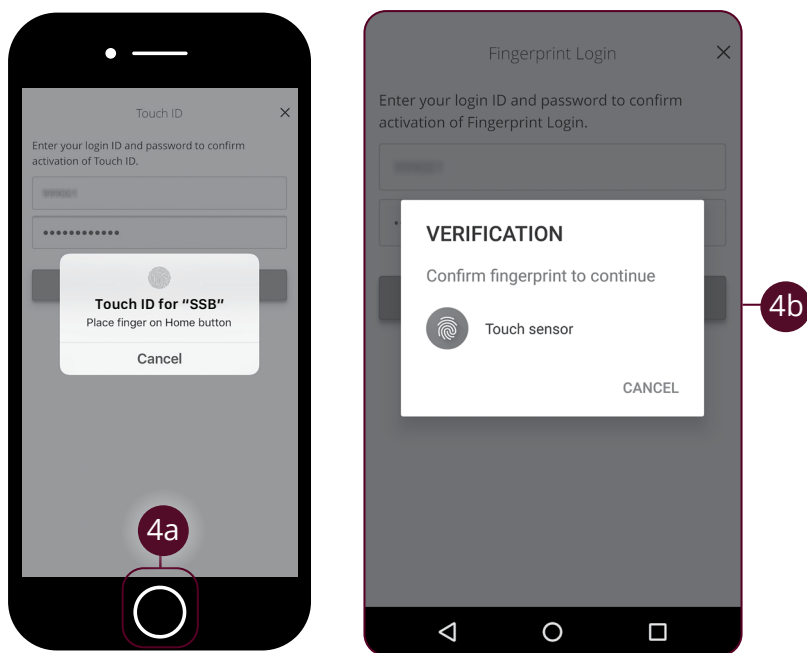 Touch ID
Enter your login ID and password to confirm
activation of Touch ID.
Touch ID for “SSB”
Place finger on Home button
Cancel
4a
Fingerprint Login
Enter your login ID and password to confirm
activation of Fingerprint Login.
VERIFICATION
Confirm fingerprint to continue
Touch sensor
CANCEL
4b